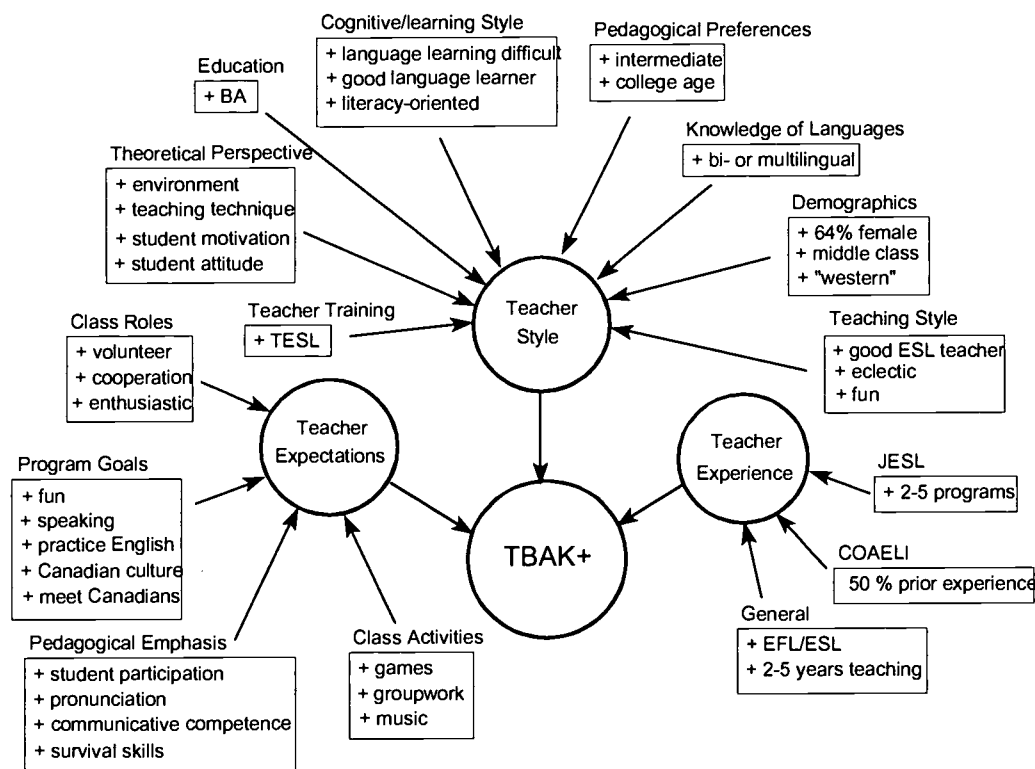 Cognitive/learning Style
+ language learning difficult
+ good language learner
+ literacy-oriented
Pedagogical Preferences
+ intermediate
+ college age
Education
+ BA
Knowledge of Languages
+ bi- or multilingual
Theoretical Perspective
+ environment
+ teaching technique
+ student motivation
+ student attitude
Demographics
+ 64% female
+ middle class
+ "western"
Teacher Training
+ TESL
Teacher
Style
Teaching Style
+ good ESL teacher
+ eclectic
+ fun
Class Roles
+ volunteer
+ cooperation
+ enthusiastic
Teacher
Expectations
Teacher
Experience
Program Goals
+ fun
+ speaking
+ practice English
+ Canadian culture
+ meet Canadians
JESL
+ 2-5 programs
TBAK+
COAELI
50 % prior experience
General
+ EFL/ESL
+ 2-5 years teaching
Pedagogical Emphasis
+ student participation
+ pronunciation
+ communicative competence
+ survival skills
Class Activities
+ games
+ groupwork
+ music